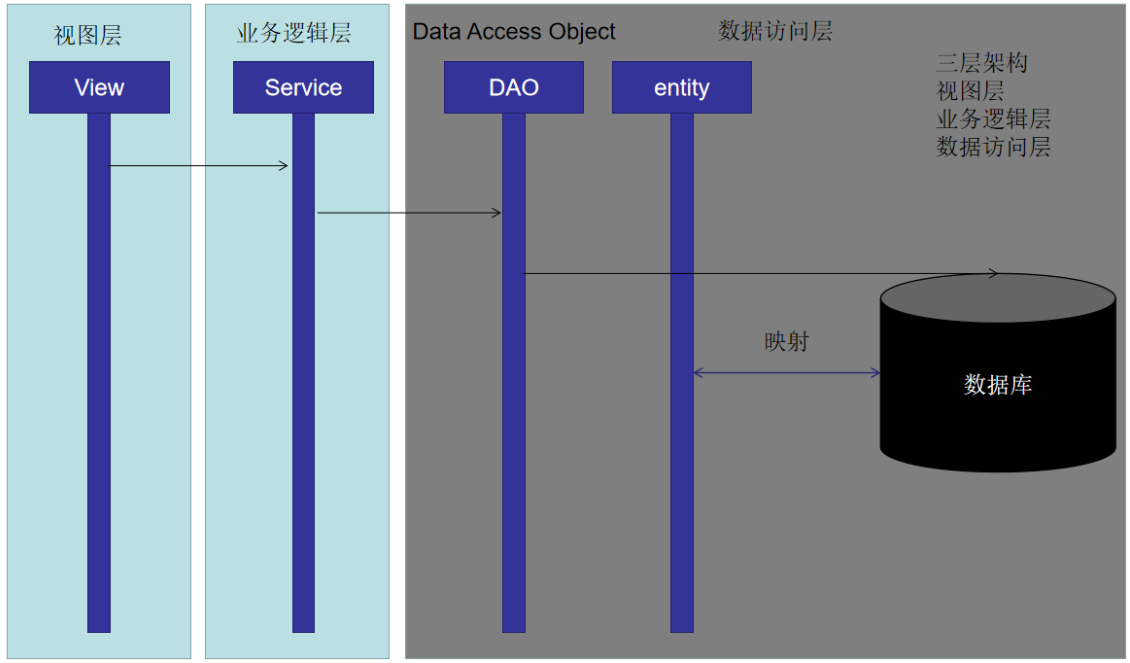 视图层
业务逻辑层
Data Access Object
数据访问层
View
Service
DAO
entity
三层架构
视图层
业务逻辑层
数据访问层
映射
数据库